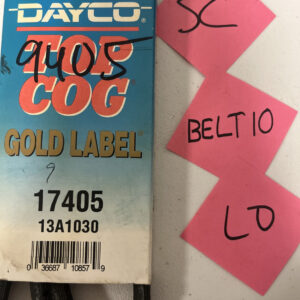 DAYCO
TOP
9405
COG
GOLD LABEL
9
17405
13A1030
0 36687 10857 9
SC
BELT10
LO